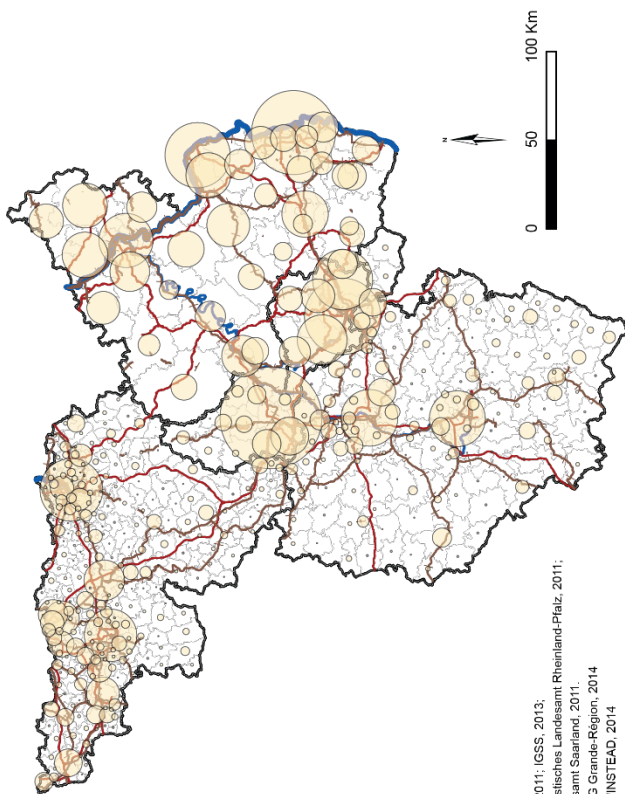 100 Km
50
0
N
2011; IGSS, 2013;
stisches Landesamt Rheinland-Pfalz, 2011;
samt Saarland, 2011.
G Grande-Région, 2014
INSTEAD, 2014